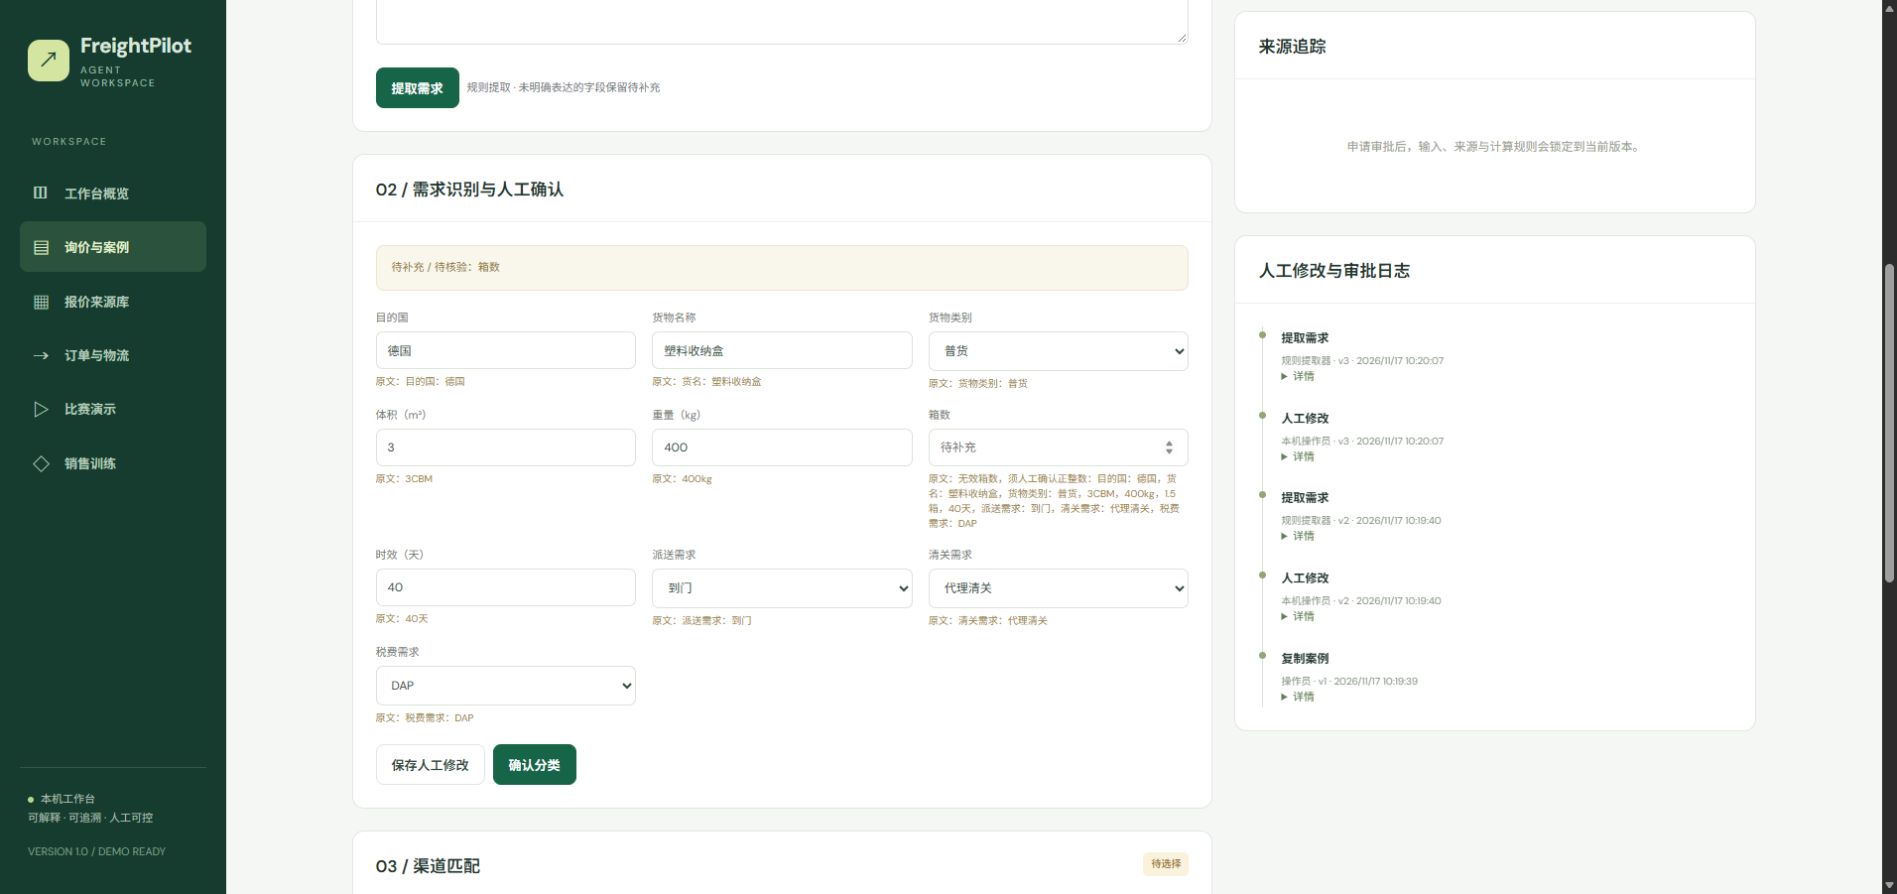 FreightPilot
AGENT
WORKSPACE
WORKSPACE
工作台概览
询价与案例
报价来源库
订单与物流
比赛演示
销售训练
本机工作台
可解释 · 可追溯 · 人工可控
VERSION 1.0 / DEMO READY
提取需求
规则提取 · 未明确表达的字段保留待补充
02 / 需求识别与人工确认
待补充 / 待核验：箱数
目的国
货物名称
货物类别
德国
塑料收纳盒
普货
原文：目的国：德国
原文：货名：塑料收纳盒
原文：货物类别：普货
体积（m³）
重量（kg）
箱数
3
400
待补充
原文：3CBM
原文：400kg
原文：无效箱数，须人工确认正整数：目的国：德国，货
名：塑料收纳盒，货物类别：普货，3CBM，400kg，1.5
箱，40天，派送需求：到门，清关需求：代理清关，税费
需求：DAP
时效（天）
派送需求
清关需求
40
到门
代理清关
原文：40天
原文：派送需求：到门
原文：清关需求：代理清关
税费需求
DAP
原文：税费需求：DAP
保存人工修改
确认分类
03 / 渠道匹配
待选择
来源追踪
申请审批后，输入、来源与计算规则会锁定到当前版本。
人工修改与审批日志
提取需求
规则提取器 · v3 · 2026/11/17 10:20:07
▶ 详情
人工修改
本机操作员 · v3 · 2026/11/17 10:20:07
▶ 详情
提取需求
规则提取器 · v2 · 2026/11/17 10:19:40
▶ 详情
人工修改
本机操作员 · v2 · 2026/11/17 10:19:40
▶ 详情
复制案例
操作员 · v1 · 2026/11/17 10:19:39
▶ 详情